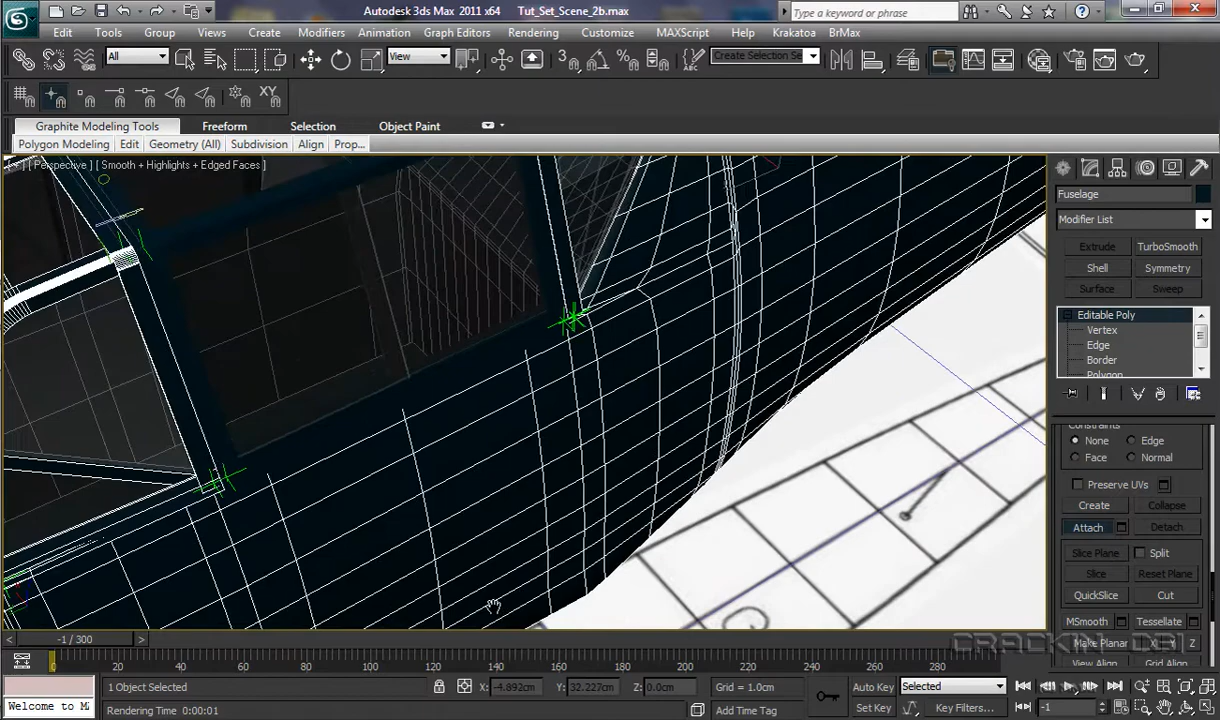 Autodesk 3ds Max 2011 x64 Tut_Set_Scene_2b.max
Type a keyword or phrase
Edit Tools Group Views Create Modifiers Animation Graph Editors Rendering Customize MAXScript Help Krakatoa BrMax
All
View
Create Selection Se
XY
Graphite Modeling Tools Freeform Selection Object Paint
Polygon Modeling Edit Geometry (All) Subdivision Align Prop...
[ Perspective ] [ Smooth + Highlights + Edged Faces ]
Fuselage
Modifier List
Extrude TurboSmooth
Shell Symmetry
Surface Sweep
Editable Poly
Vertex
Edge
Border
Polygon
Constraints
None Edge
Face Normal
Preserve UVs
Create Collapse
Attach Detach
Slice Plane Split
Slice Reset Plane
QuickSlice Cut
MSmooth Tessellate
Make Planar X Y Z
View Align Grid Align
-1 / 300
0 20 40 60 80 100 120 140 160 180 200 220 240 260 280
1 Object Selected X: -4.892cm Y: 32.227cm Z: 0.0cm Grid = 1.0cm Auto Key Selected
Welcome to M
Rendering Time 0:00:01 Add Time Tag Set Key Key Filters... -1